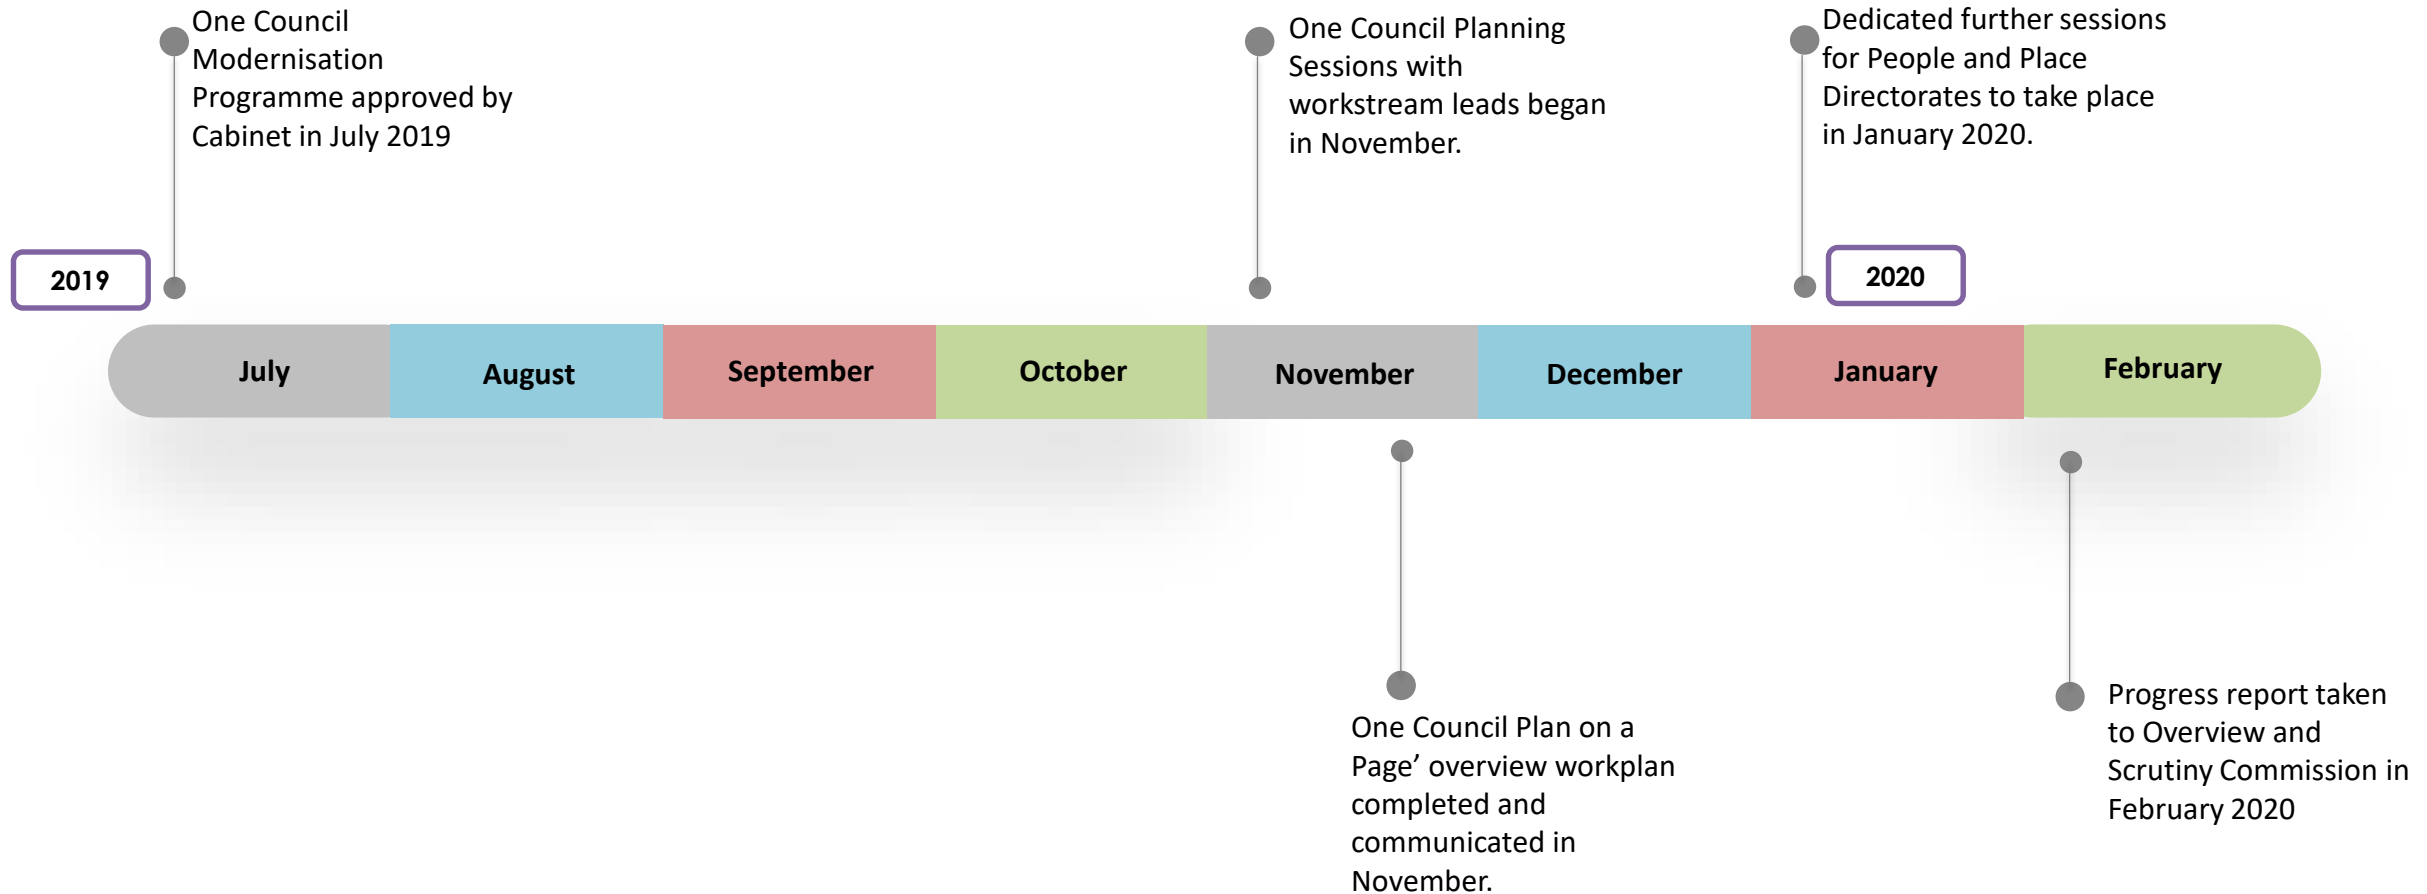 One Council
Modernisation
Programme approved by
Cabinet in July 2019
One Council Planning
Sessions with
workstream leads began
in November.
Dedicated further sessions
for People and Place
Directorates to take place
in January 2020.
2019
2020
July
August
September
October
November
December
January
February
One Council Plan on a
Page’ overview workplan
completed and
communicated in
November.
Progress report taken
to Overview and
Scrutiny Commission in
February 2020